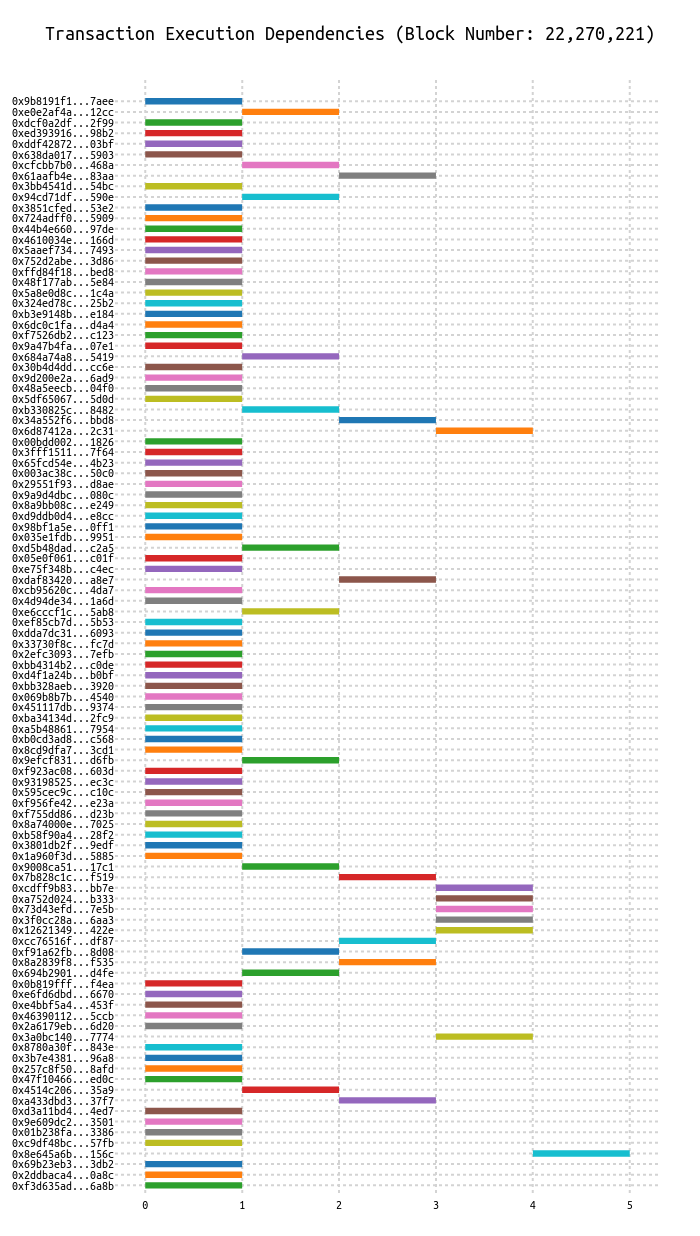 Transaction Execution Dependencies (Block Number: 22,270,221)
0x9b8191f1...7aee
0xe0e2af4a...12cc
0xdcf0a2df...2f99
0xed393916...98b2
0xddf42872...03bf
0x638da017...5903
0xcfcbb7b0...468a
0x61aafb4e...83aa
0x3bb4541d...54bc
0x94cd71df...590e
0x3851cfed...53e2
0x724adff0...5909
0x44b4e660...97de
0x4610034e...166d
0x5aaef734...7493
0x752d2abe...3d86
0xffd84f18...bed8
0x48f177ab...5e84
0x5a8e0d8c...1c4a
0x324ed78c...25b2
0xb3e9148b...e184
0x6dc0c1fa...d4a4
0xf7526db2...c123
0x9a47b4fa...07e1
0x684a74a8...5419
0x30b4d4dd...cc6e
0x9d200e2a...6ad9
0x48a5eecb...04f0
0x5df65067...5d0d
0xb330825c...8482
0x34a552f6...bbd8
0x6d87412a...2c31
0x00bdd002...1826
0x3fff1511...7f64
0x65fcd54e...4b23
0x003ac38c...50c0
0x29551f93...d8ae
0x9a9d4dbc...080c
0x8a9bb08c...e249
0xd9ddb0d4...e8cc
0x98bf1a5e...0ff1
0x035e1fdb...9951
0xd5b48dad...c2a5
0x05e0f061...c01f
0xe75f348b...c4ec
0xdaf83420...a8e7
0xcb95620c...4da7
0x4d94de34...1a6d
0xe6cccf1c...5ab8
0xef85cb7d...5b53
0xdda7dc31...6093
0x33730f8c...fc7d
0x2efc3093...7efb
0xbb4314b2...c0de
0xd4f1a24b...b0bf
0xbb328aeb...3920
0x069b8b7b...4540
0x451117db...9374
0xba34134d...2fc9
0xa5b48861...7954
0xb0cd3ad8...c568
0x8cd9dfa7...3cd1
0x9efcf831...d6fb
0xf923ac08...603d
0x93198525...ec3c
0x595cec9c...c10c
0xf956fe42...e23a
0xf755dd86...d23b
0x8a74000e...7025
0xb58f90a4...28f2
0x3801db2f...9edf
0x1a960f3d...5885
0x9008ca51...17c1
0x7b828c1c...f519
0xcdff9b83...bb7e
0xa752d024...b333
0x73d43efd...7e5b
0x3f0cc28a...6aa3
0x12621349...422e
0xcc76516f...df87
0xf91a62fb...8d08
0x8a2839f8...f535
0x694b2901...d4fe
0x0b819fff...f4ea
0xe6fd6dbd...6670
0xe4bbf5a4...453f
0x46390112...5ccb
0x2a6179eb...6d20
0x3a0bc140...7774
0x8780a30f...843e
0x3b7e4381...96a8
0x257c8f50...8afd
0x47f10466...ed0c
0x4514c206...35a9
0xa433dbd3...37f7
0xd3a11bd4...4ed7
0x9e609dc2...3501
0x01b238fa...3386
0xc9df48bc...57fb
0x8e645a6b...156c
0x69b23eb3...3db2
0x2ddbaca4...0a8c
0xf3d635ad...6a8b
0 1 2 3 4 5